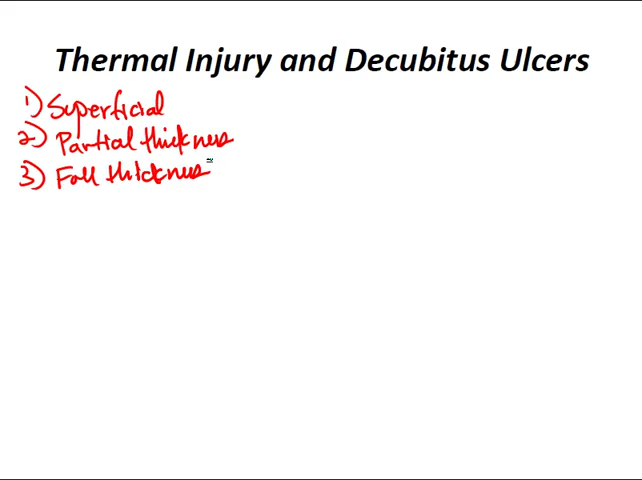 Thermal Injury and Decubitus Ulcers
1) Superficial
2) Partial thickness
3) Full thickness